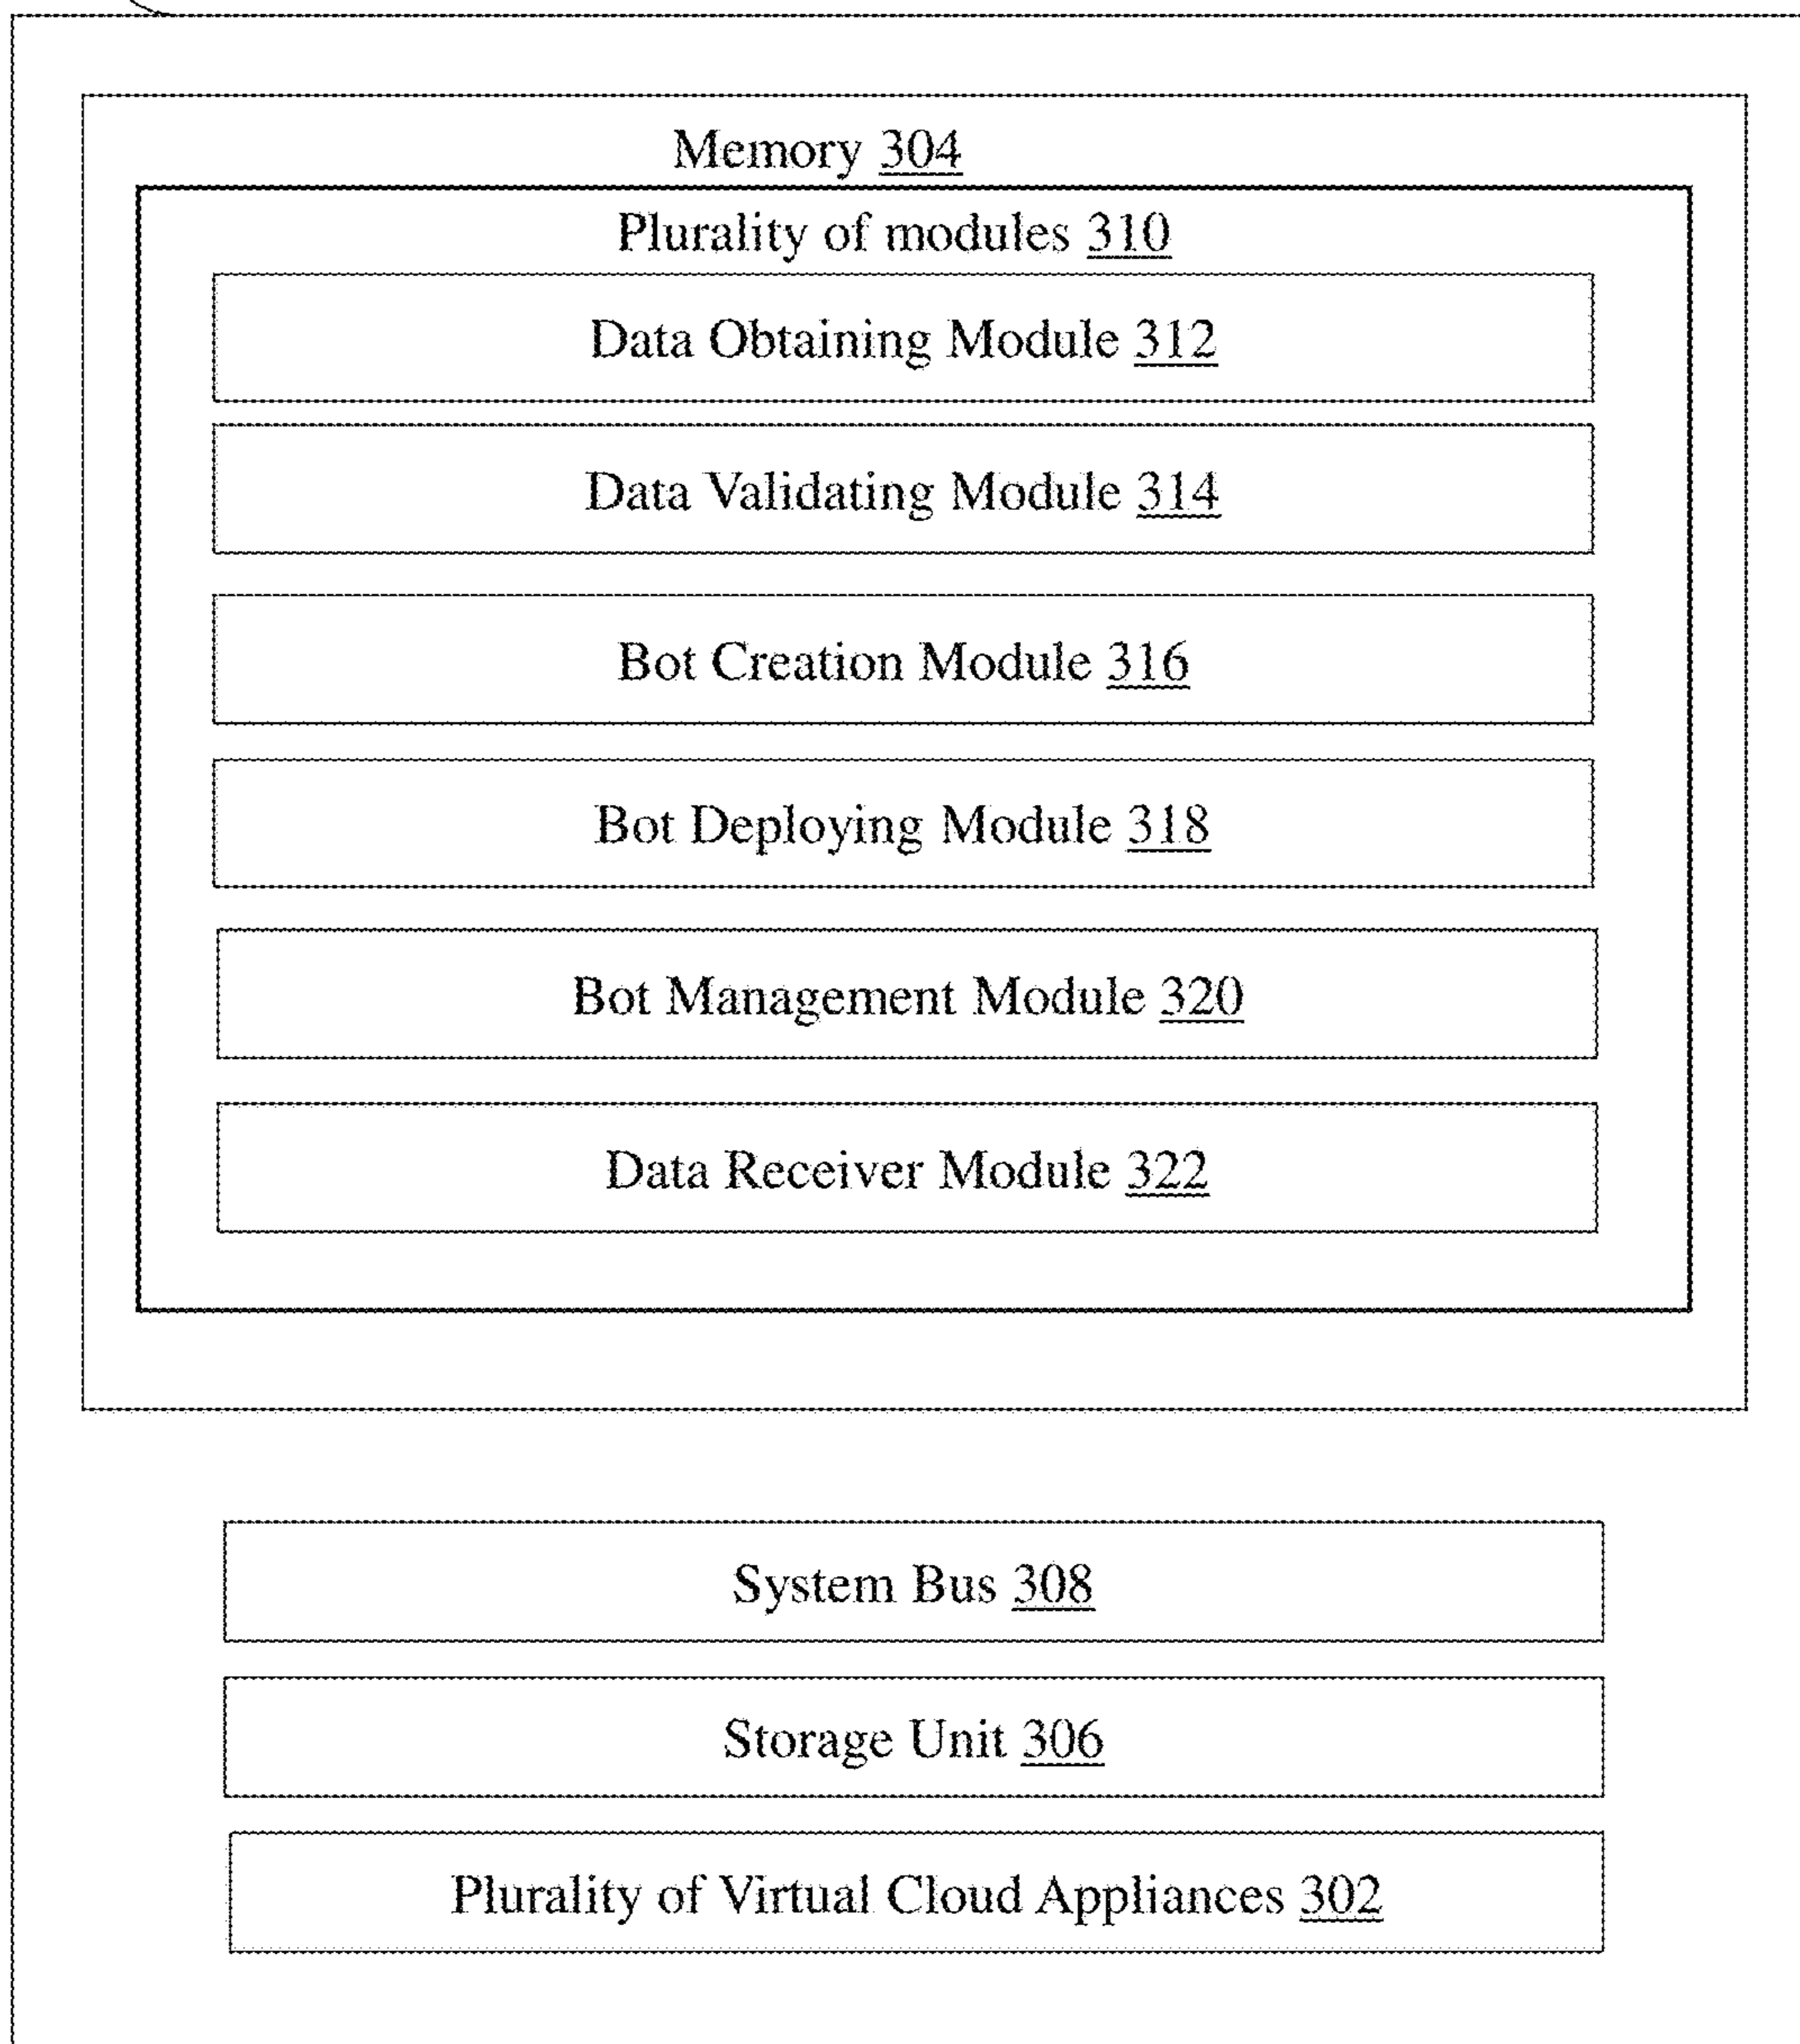 Memory 304
Plurality of modules 310
Data Obtaining Module 312
Data Validating Module 314
Bot Creation Module 316
Bot Deploying Module 318
Bot Management Module 320
Data Receiver Module 322
System Bus 308
Storage Unit 306
Plurality of Virtual Cloud Appliances 302